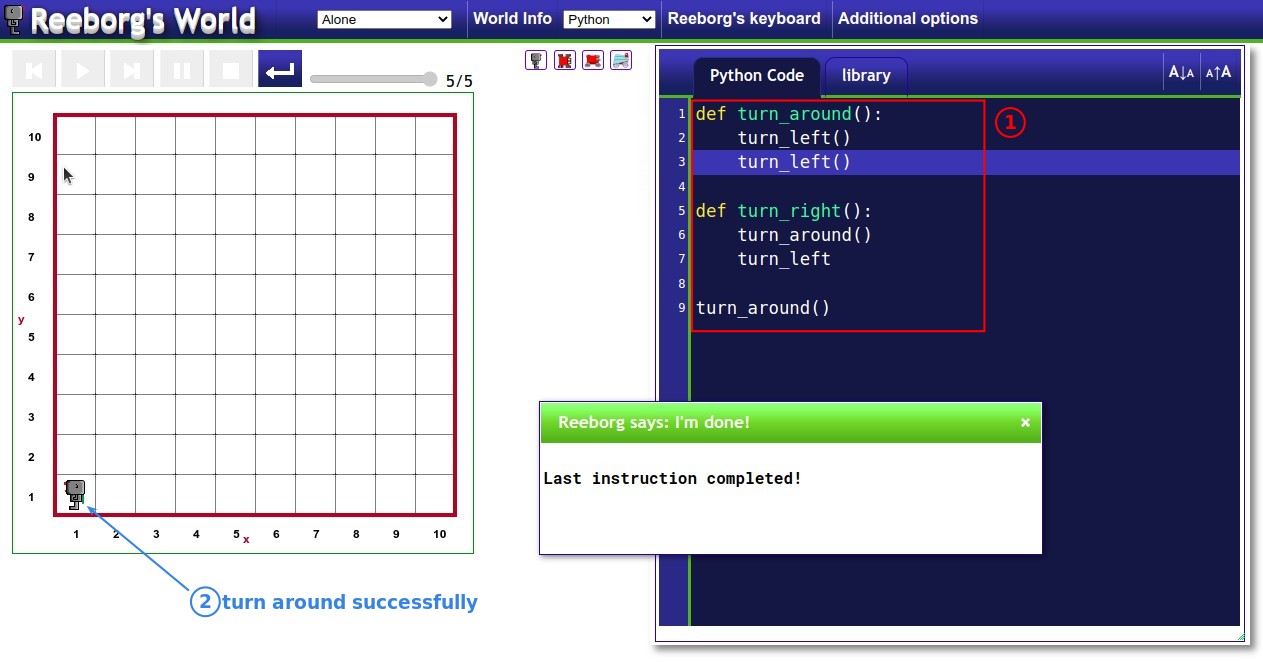 Reeborg's World
Alone
World Info
Python
Reeborg's keyboard
Additional options
5/5
Python Code
library
A↓A
A↑A
10
9
8
7
6
y
5
4
3
2
1
1 2 3 4 5 x 6 7 8 9 10
② turn around successfully
①
1 def turn_around():
2     turn_left()
3     turn_left()
4
5 def turn_right():
6     turn_around()
7     turn_left
8
9 turn_around()
Reeborg says: I'm done! ×
Last instruction completed!